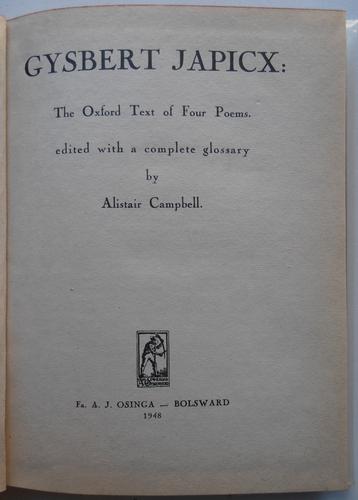 GYSBERT JAPICX:
The Oxford Text of Four Poems.
edited with a complete glossary
by
Alistair Campbell.
Fa. A. J. OSINGA — BOLSWARD
1948